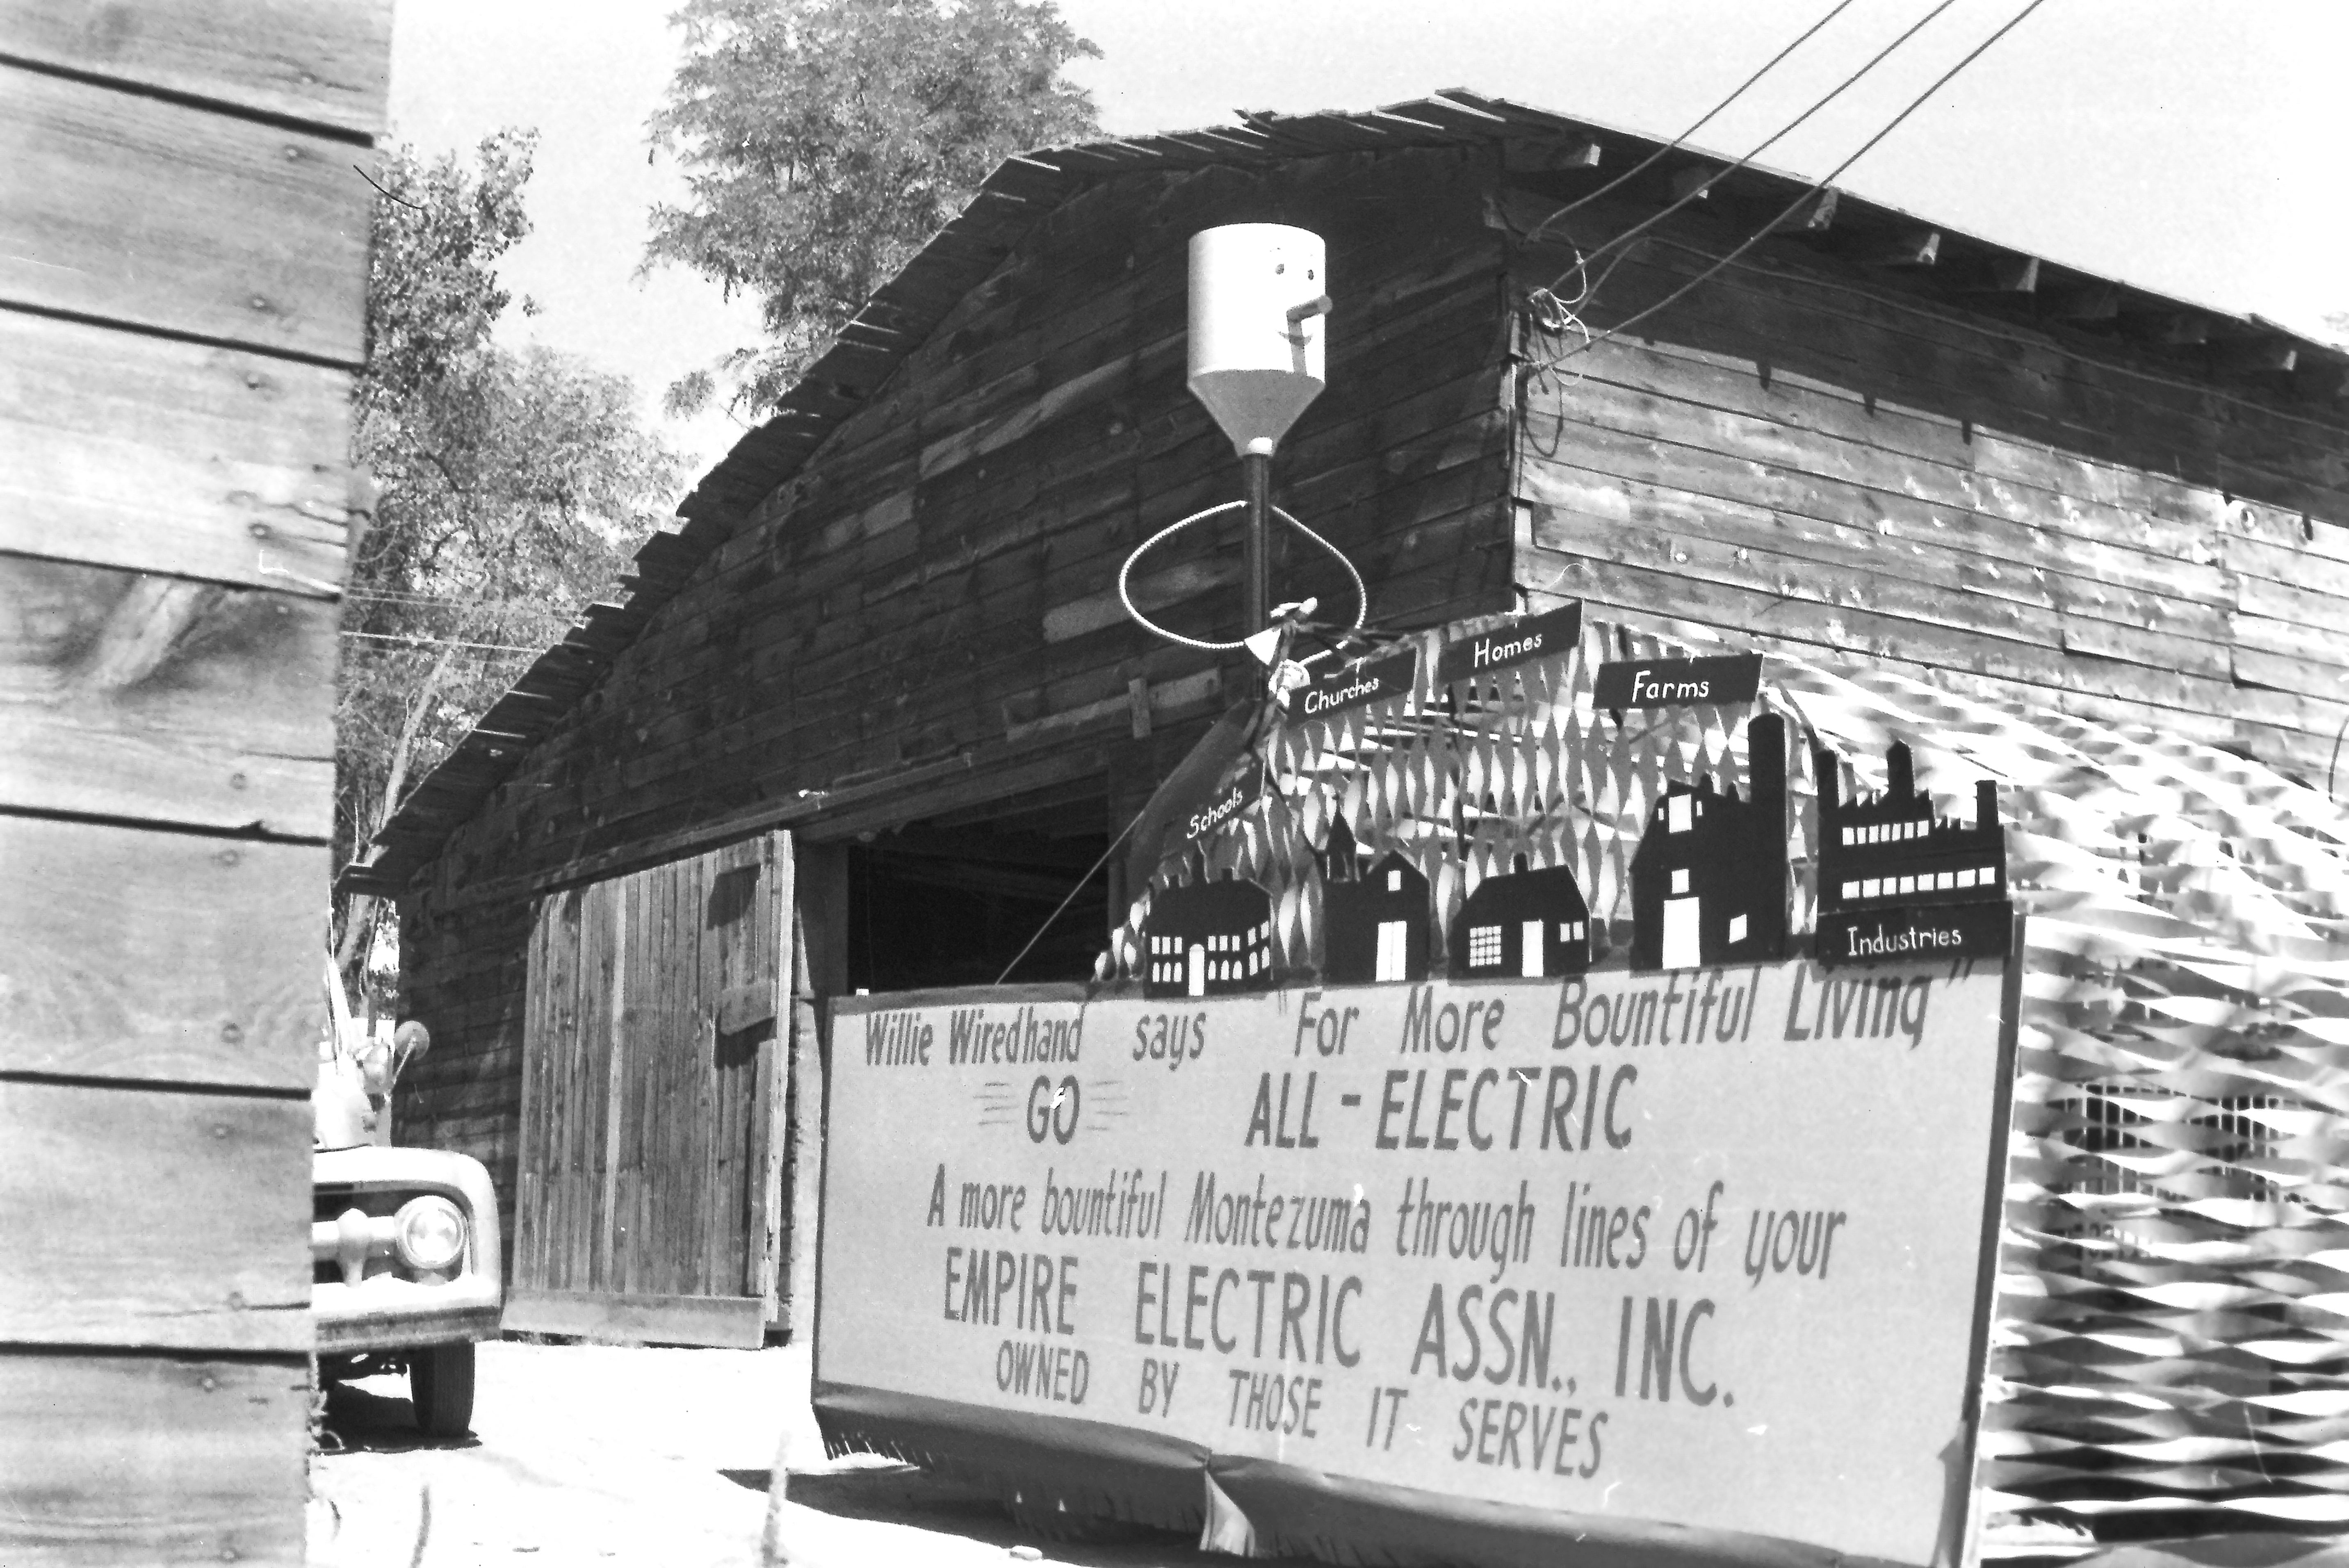 Churches
Homes
Farms
Schools
Industries
Willie Wiredhand says "For More Bountiful Living"
GO ALL-ELECTRIC
A more bountiful Montezuma through lines of your
EMPIRE ELECTRIC ASSN., INC.
OWNED BY THOSE IT SERVES